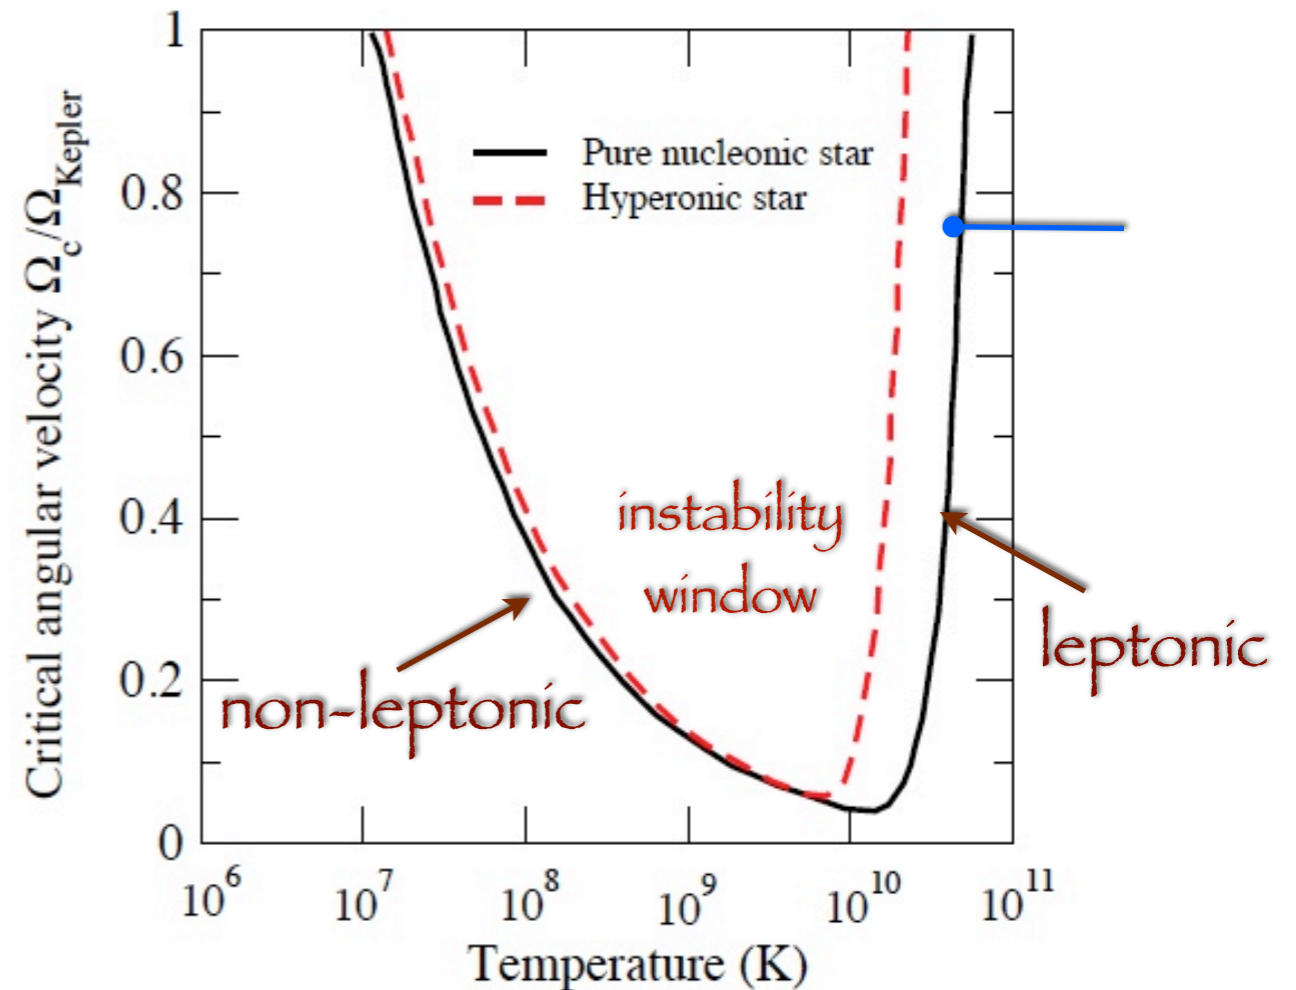 Critical angular velocity Ω_c/Ω_Kepler
1
0.8
0.6
0.4
0.2
0
Pure nucleonic star
Hyperonic star
instability
window
non-leptonic
leptonic
10^6
10^7
10^8
10^9
10^10
10^11
Temperature (K)